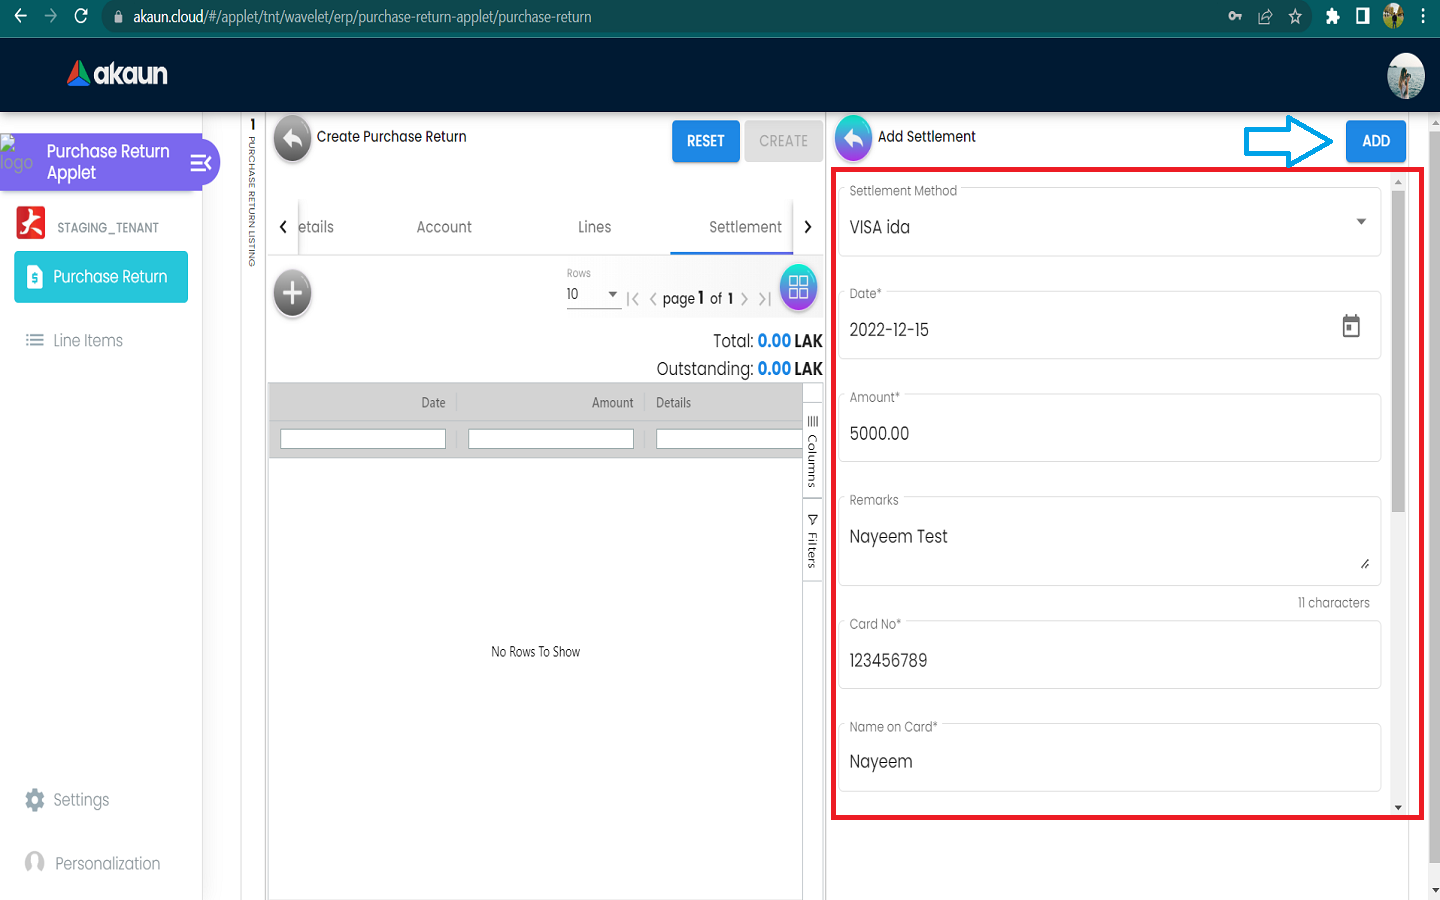 akaun.cloud/#/applet/tnt/wavelet/erp/purchase-return-applet/purchase-return
akaun
logo
Purchase Return
Applet
STAGING_TENANT
Purchase Return
Line Items
Settings
Personalization
1
PURCHASE RETURN LISTING
Create Purchase Return
RESET
CREATE
etails
Account
Lines
Settlement
Rows
10
page 1 of 1
Total: 0.00 LAK
Outstanding: 0.00 LAK
Date
Amount
Details
Columns
Filters
No Rows To Show
Add Settlement
ADD
Settlement Method
VISA ida
Date*
2022-12-15
Amount*
5000.00
Remarks
Nayeem Test
11 characters
Card No*
123456789
Name on Card*
Nayeem